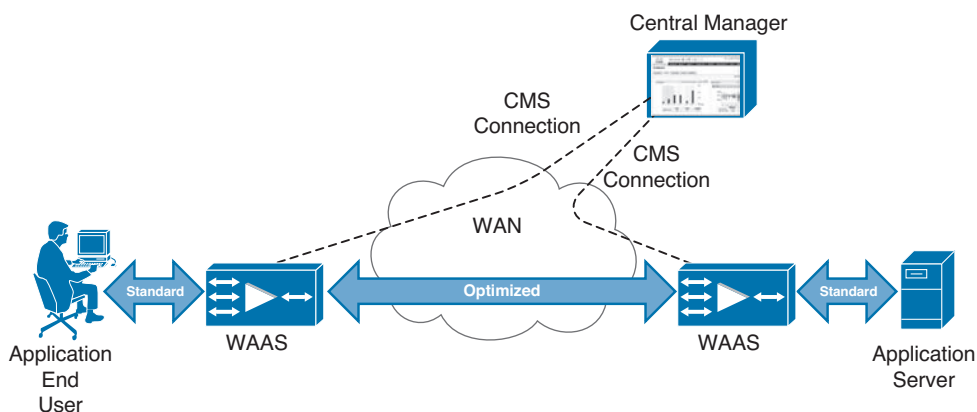 Central Manager
CMS
Connection
CMS
Connection
WAN
Standard
Optimized
Standard
WAAS
WAAS
Application
End
User
Application
Server